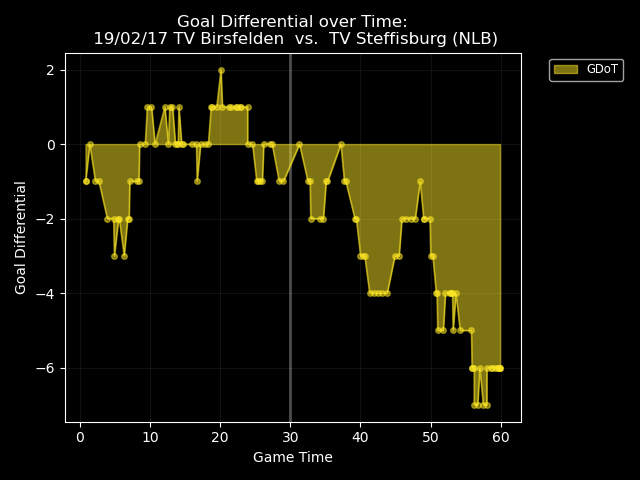 Goal Differential over Time:
19/02/17 TV Birsfelden  vs.  TV Steffisburg (NLB)
GDoT
Goal Differential
2
0
−2
−4
−6
0 10 20 30 40 50 60
Game Time